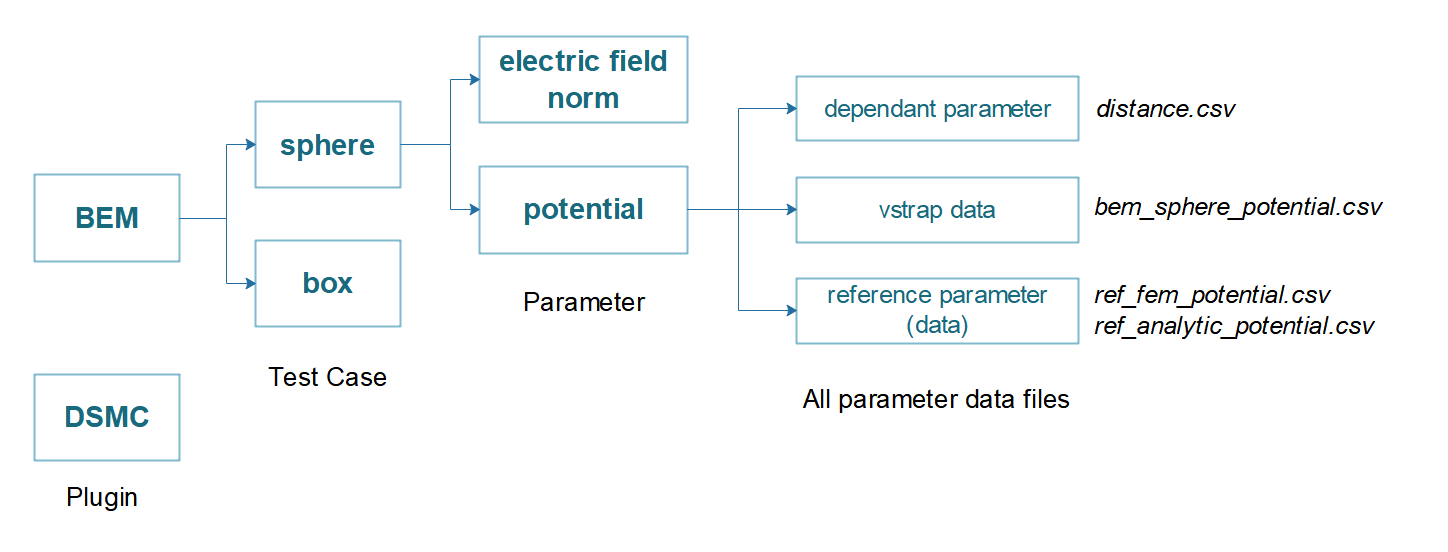 BEM
DSMC
Plugin
sphere
box
Test Case
electric field
norm
potential
Parameter
dependant parameter
distance.csv
vstrap data
bem_sphere_potential.csv
reference parameter
(data)
ref_fem_potential.csv
ref_analytic_potential.csv
All parameter data files